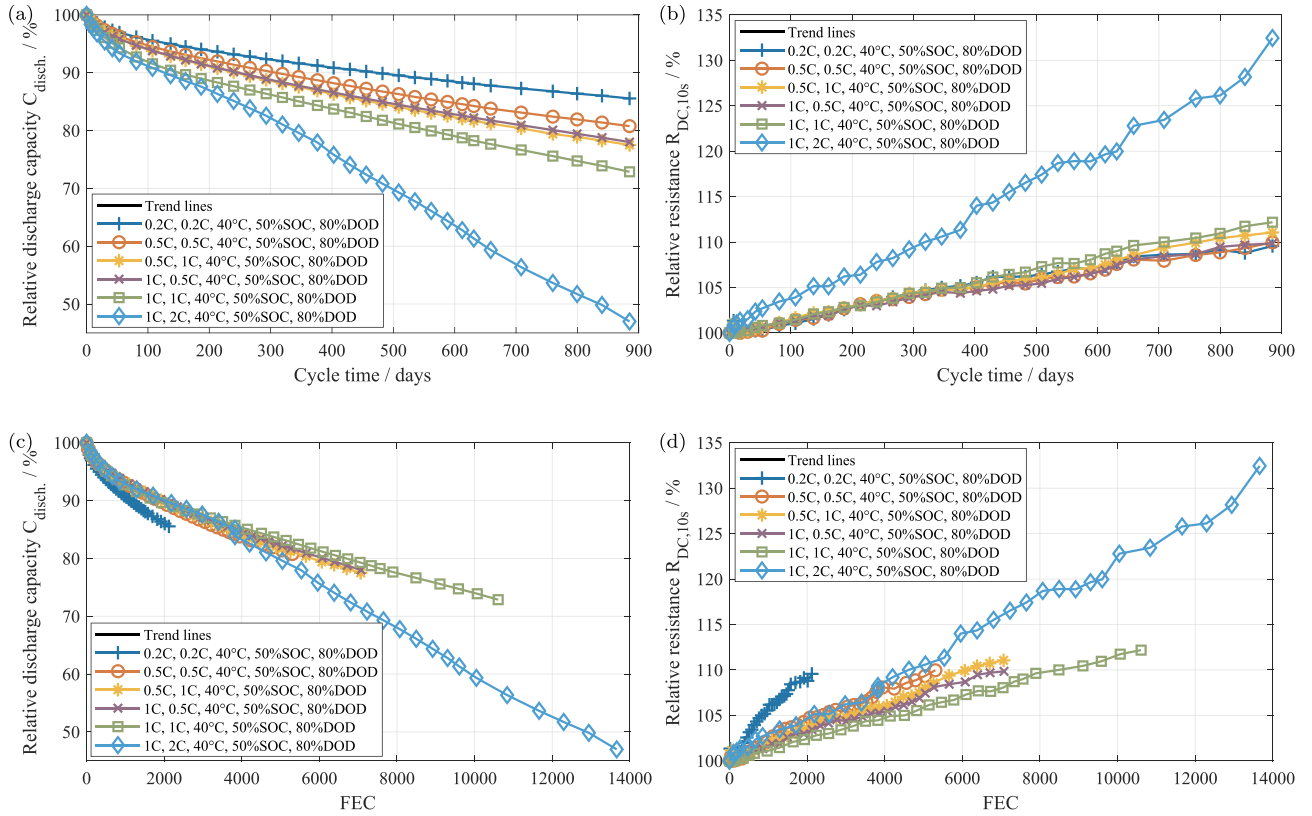 (a)
100
90
80
70
60
50
Relative discharge capacity C_disch. / %
Trend lines
0.2C, 0.2C, 40°C, 50%SOC, 80%DOD
0.5C, 0.5C, 40°C, 50%SOC, 80%DOD
0.5C, 1C, 40°C, 50%SOC, 80%DOD
1C, 0.5C, 40°C, 50%SOC, 80%DOD
1C, 1C, 40°C, 50%SOC, 80%DOD
1C, 2C, 40°C, 50%SOC, 80%DOD
0 100 200 300 400 500 600 700 800 900
Cycle time / days
(b)
135
130
125
120
115
110
105
100
Relative resistance R_DC,10s / %
Trend lines
0.2C, 0.2C, 40°C, 50%SOC, 80%DOD
0.5C, 0.5C, 40°C, 50%SOC, 80%DOD
0.5C, 1C, 40°C, 50%SOC, 80%DOD
1C, 0.5C, 40°C, 50%SOC, 80%DOD
1C, 1C, 40°C, 50%SOC, 80%DOD
1C, 2C, 40°C, 50%SOC, 80%DOD
0 100 200 300 400 500 600 700 800 900
Cycle time / days
(c)
100
90
80
70
60
50
Relative discharge capacity C_disch. / %
Trend lines
0.2C, 0.2C, 40°C, 50%SOC, 80%DOD
0.5C, 0.5C, 40°C, 50%SOC, 80%DOD
0.5C, 1C, 40°C, 50%SOC, 80%DOD
1C, 0.5C, 40°C, 50%SOC, 80%DOD
1C, 1C, 40°C, 50%SOC, 80%DOD
1C, 2C, 40°C, 50%SOC, 80%DOD
0 2000 4000 6000 8000 10000 12000 14000
FEC
(d)
135
130
125
120
115
110
105
100
Relative resistance R_DC,10s / %
Trend lines
0.2C, 0.2C, 40°C, 50%SOC, 80%DOD
0.5C, 0.5C, 40°C, 50%SOC, 80%DOD
0.5C, 1C, 40°C, 50%SOC, 80%DOD
1C, 0.5C, 40°C, 50%SOC, 80%DOD
1C, 1C, 40°C, 50%SOC, 80%DOD
1C, 2C, 40°C, 50%SOC, 80%DOD
0 2000 4000 6000 8000 10000 12000 14000
FEC